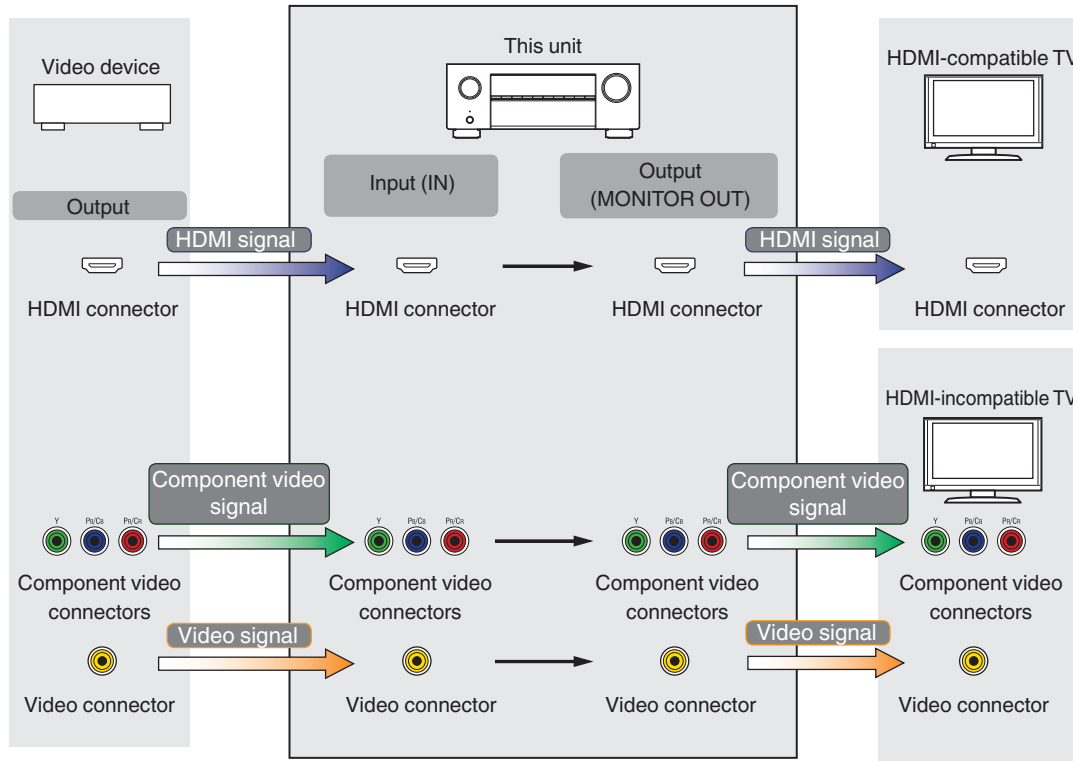 This unit
Video device
HDMI-compatible TV
Input (IN)
Output
(MONITOR OUT)
Output
HDMI signal
HDMI signal
HDMI connector
HDMI connector
HDMI connector
HDMI connector
HDMI-incompatible TV
Component video
signal
Component video
signal
Y PB/CB PR/CR
Y PB/CB PR/CR
Y PB/CB PR/CR
Y PB/CB PR/CR
Component video
connectors
Component video
connectors
Component video
connectors
Component video
connectors
Video signal
Video signal
Video connector
Video connector
Video connector
Video connector